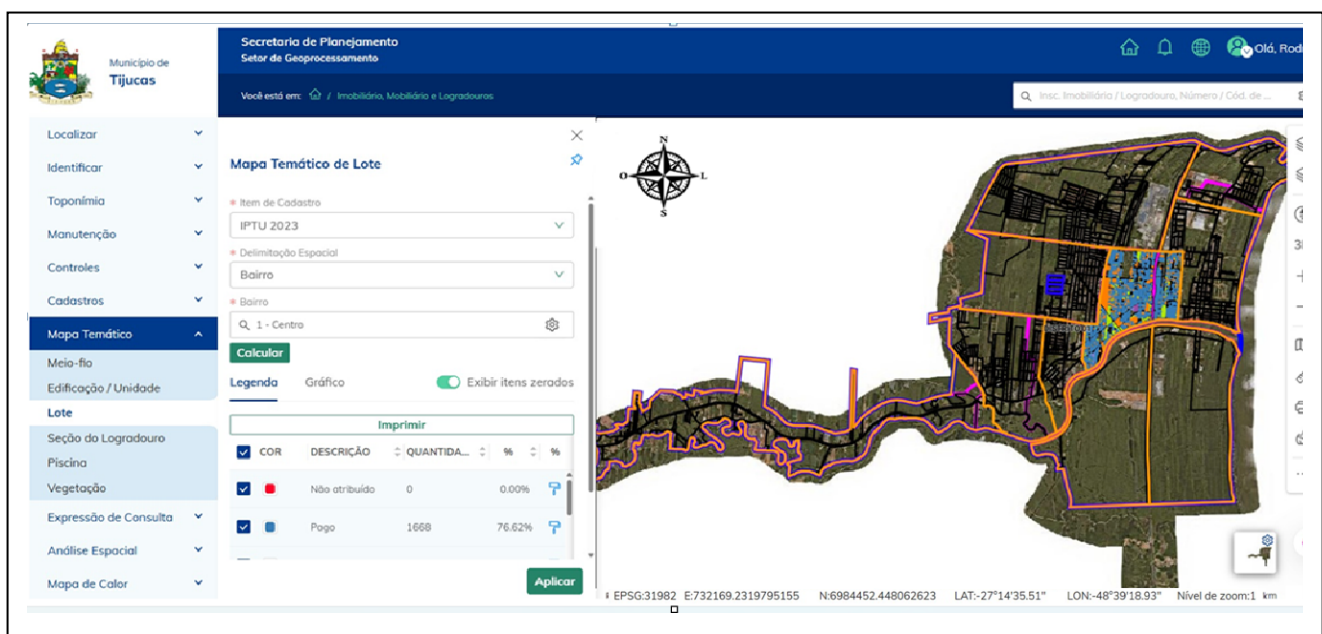 Município de
Tijucas
Secretaria de Planejamento
Setor de Geoprocessamento
Olá, Rodr
Você está em: / Imobiliário, Mobiliário e Logradouros
Insc. Imobiliária / Logradouro, Número / Cód. de ...
Localizar
Identificar
Toponímia
Manutenção
Controles
Cadastros
Mapa Temático
Meio-fio
Edificação / Unidade
Lote
Seção do Logradouro
Piscina
Vegetação
Expressão de Consulta
Análise Espacial
Mapa de Calor
Mapa Temático de Lote
* Item de Cadastro
IPTU 2023
* Delimitação Espacial
Bairro
* Bairro
1 - Centro
Calcular
Legenda Gráfico Exibir itens zerados
Imprimir
COR DESCRIÇÃO QUANTIDA... % %
Não atribuído 0 0.00%
Pago 1668 76.62%
Aplicar
N
O L
S
3
EPSG:31982 E:732169.2319795155 N:6984452.448062623 LAT:-27°14'35.51" LON:-48°39'18.93" Nível de zoom:1 km